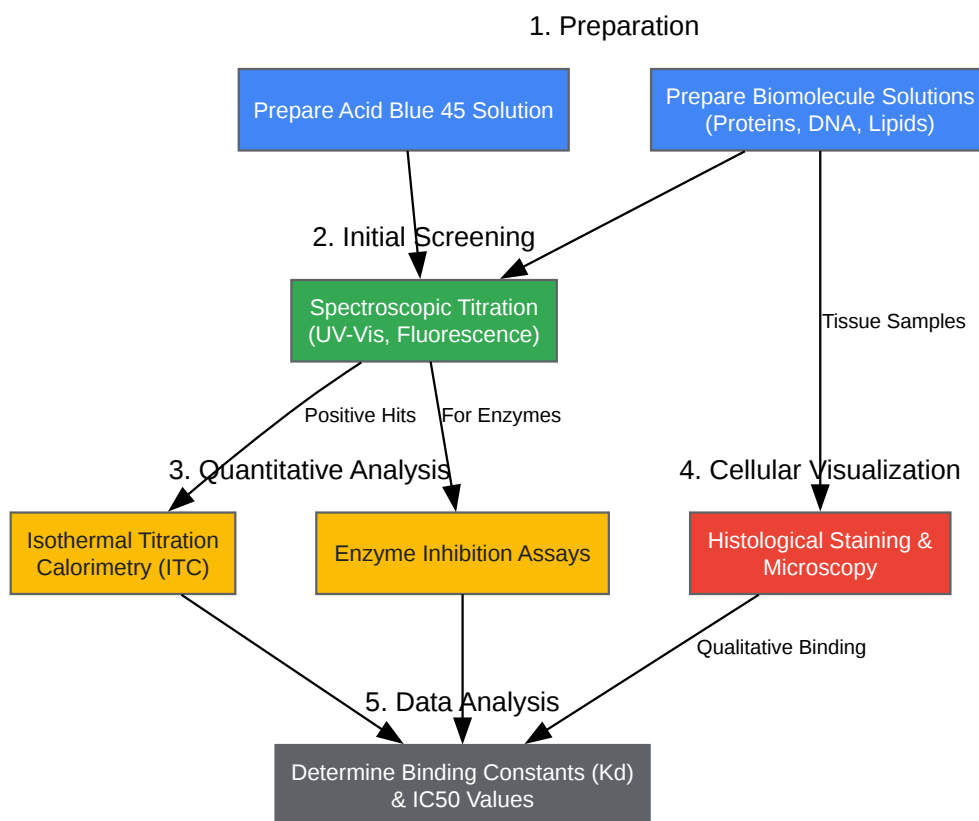 1. Preparation
Prepare Acid Blue 45 Solution
Prepare Biomolecule Solutions
(Proteins, DNA, Lipids)
2. Initial Screening
Spectroscopic Titration
(UV-Vis, Fluorescence)
Tissue Samples
Positive Hits
For Enzymes
3. Quantitative Analysis
4. Cellular Visualization
Isothermal Titration
Calorimetry (ITC)
Enzyme Inhibition Assays
Histological Staining &
Microscopy
Qualitative Binding
5. Data Analysis
Determine Binding Constants (Kd)
& IC50 Values